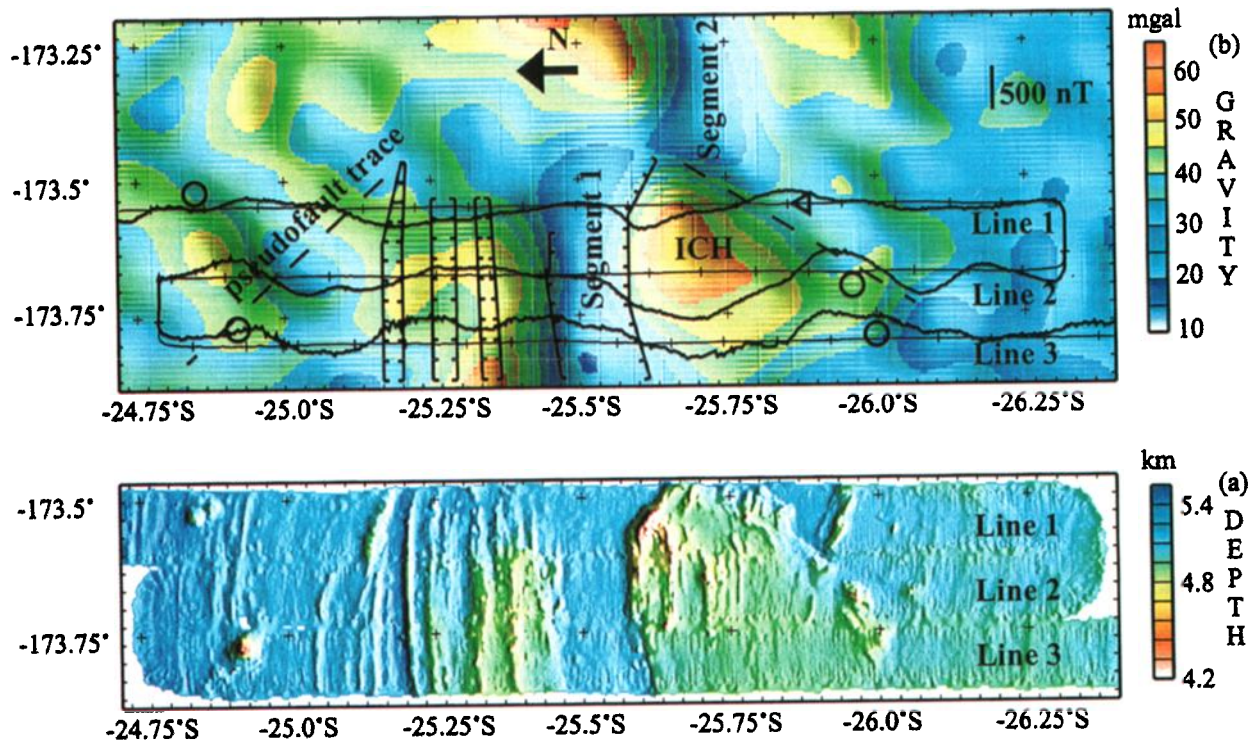 mgal
(b)
-173.25°
-173.5°
-173.75°
N
500 nT
Segment 2
Segment 1
psuedofault trace
ICH
Line 1
Line 2
Line 3
60
50
40
30
20
10
GRAVITY
-24.75°S -25.0°S -25.25°S -25.5°S -25.75°S -26.0°S -26.25°S
km
(a)
-173.5°
-173.75°
Line 1
Line 2
Line 3
5.4
4.8
4.2
DEPTH
-24.75°S -25.0°S -25.25°S -25.5°S -25.75°S -26.0°S -26.25°S